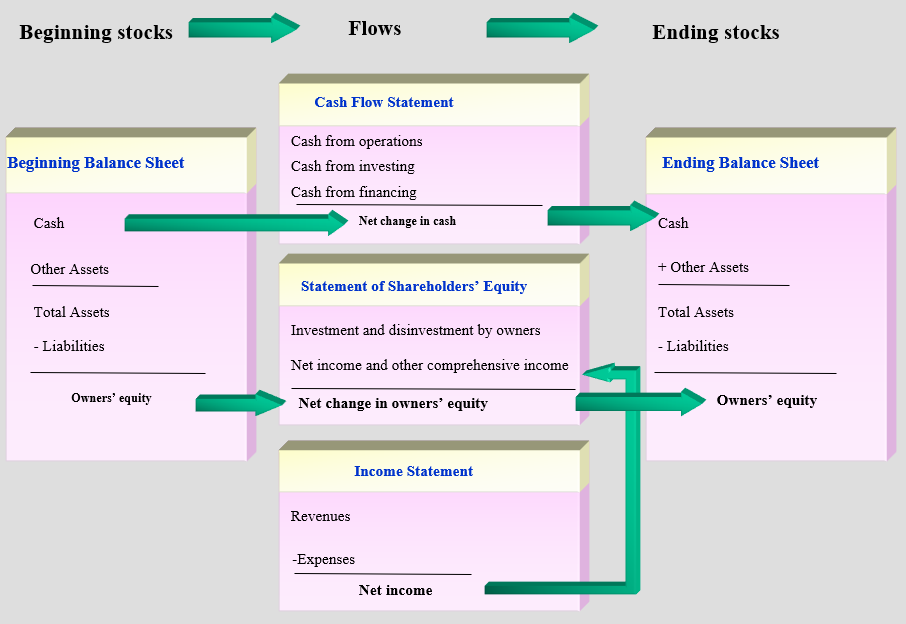 Beginning stocks
Flows
Ending stocks
Beginning Balance Sheet
Cash
Other Assets
Total Assets
- Liabilities
Owners’ equity
Cash Flow Statement
Cash from operations
Cash from investing
Cash from financing
Net change in cash
Statement of Shareholders’ Equity
Investment and disinvestment by owners
Net income and other comprehensive income
Net change in owners’ equity
Income Statement
Revenues
-Expenses
Net income
Ending Balance Sheet
Cash
+ Other Assets
Total Assets
- Liabilities
Owners’ equity